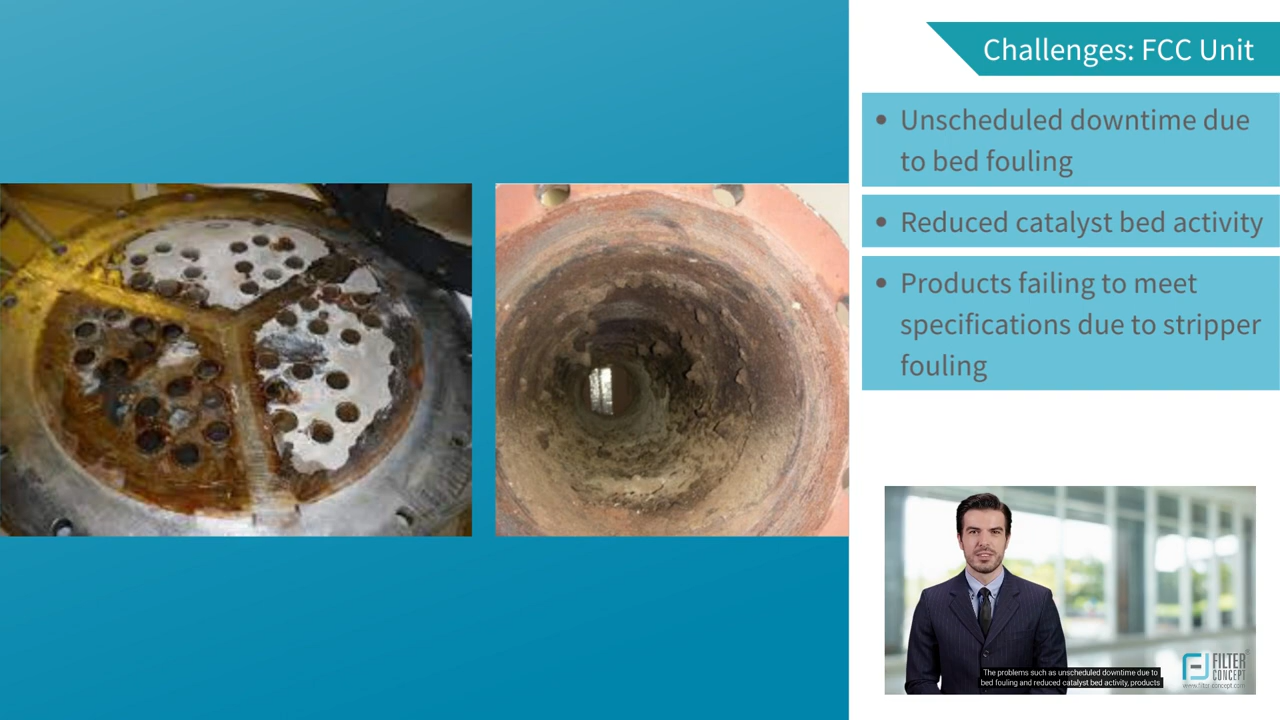 Challenges: FCC Unit
• Unscheduled downtime due
to bed fouling
• Reduced catalyst bed activity
• Products failing to meet
specifications due to stripper
fouling
The problems such as unscheduled downtime due to
bed fouling and reduced catalyst bed activity, products
FILTER
CONCEPT
www.filter-concept.com